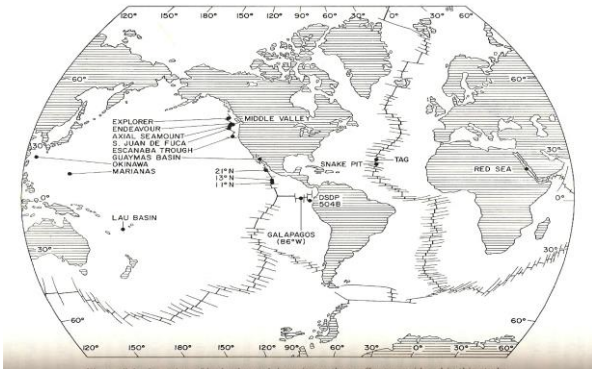 120° 150° 180° 150° 120° 90° 60° 30° 0° 30° 60°
60° 60°
EXPLORER
MIDDLE VALLEY
ENDEAVOUR
AXIAL SEAMOUNT
S. JUAN DE FUCA
ESCANABA TROUGH
30° GUAYMAS BASIN
OKINAWA
MARIANAS
21°N
13°N
11°N
SNAKE PIT
TAG
30°
RED SEA
0°
DSDP
504B
GALAPAGOS
(86°W)
LAU BASIN
30° 30°
60° 60°
120° 150° 180° 150° 120° 90° 60° 30° 0° 30° 60°